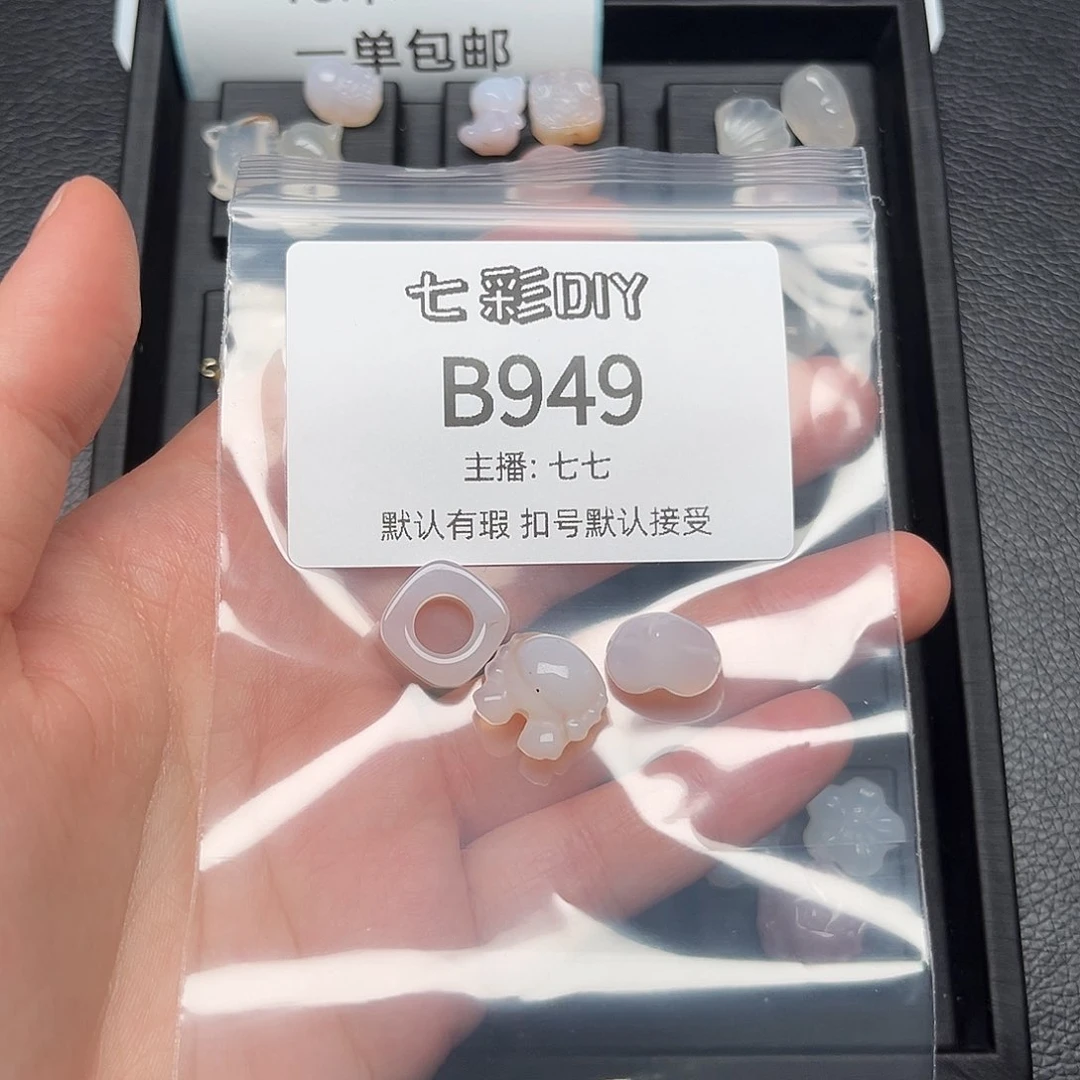 一单包邮
七彩DIY
B949
主播: 七七
默认有瑕 扣号默认接受